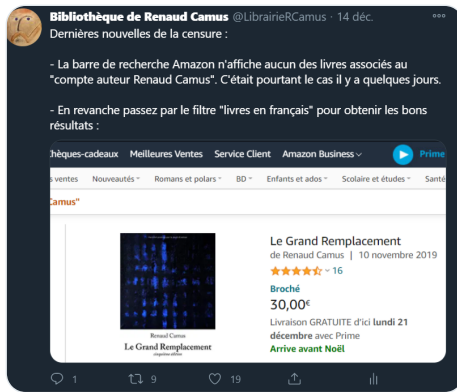 Bibliothèque de Renaud Camus @LibrairieRCamus · 14 déc.
Dernières nouvelles de la censure :
- La barre de recherche Amazon n'affiche aucun des livres associés au
"compte auteur Renaud Camus". C'était pourtant le cas il y a quelques jours.
- En revanche passez par le filtre "livres en français" pour obtenir les bons
résultats :
hèques-cadeaux Meilleures Ventes Service Client Amazon Business Prime
s ventes Nouveautés Romans et polars BD Enfants et ados Scolaire et études Santé
Camus"
Le Grand Remplacement
de Renaud Camus | 10 novembre 2019
16
Broché
30,00€
Livraison GRATUITE d'ici lundi 21
décembre avec Prime
Arrive avant Noël
Renaud Camus
Le Grand Remplacement
cinquième édition
1 9 19